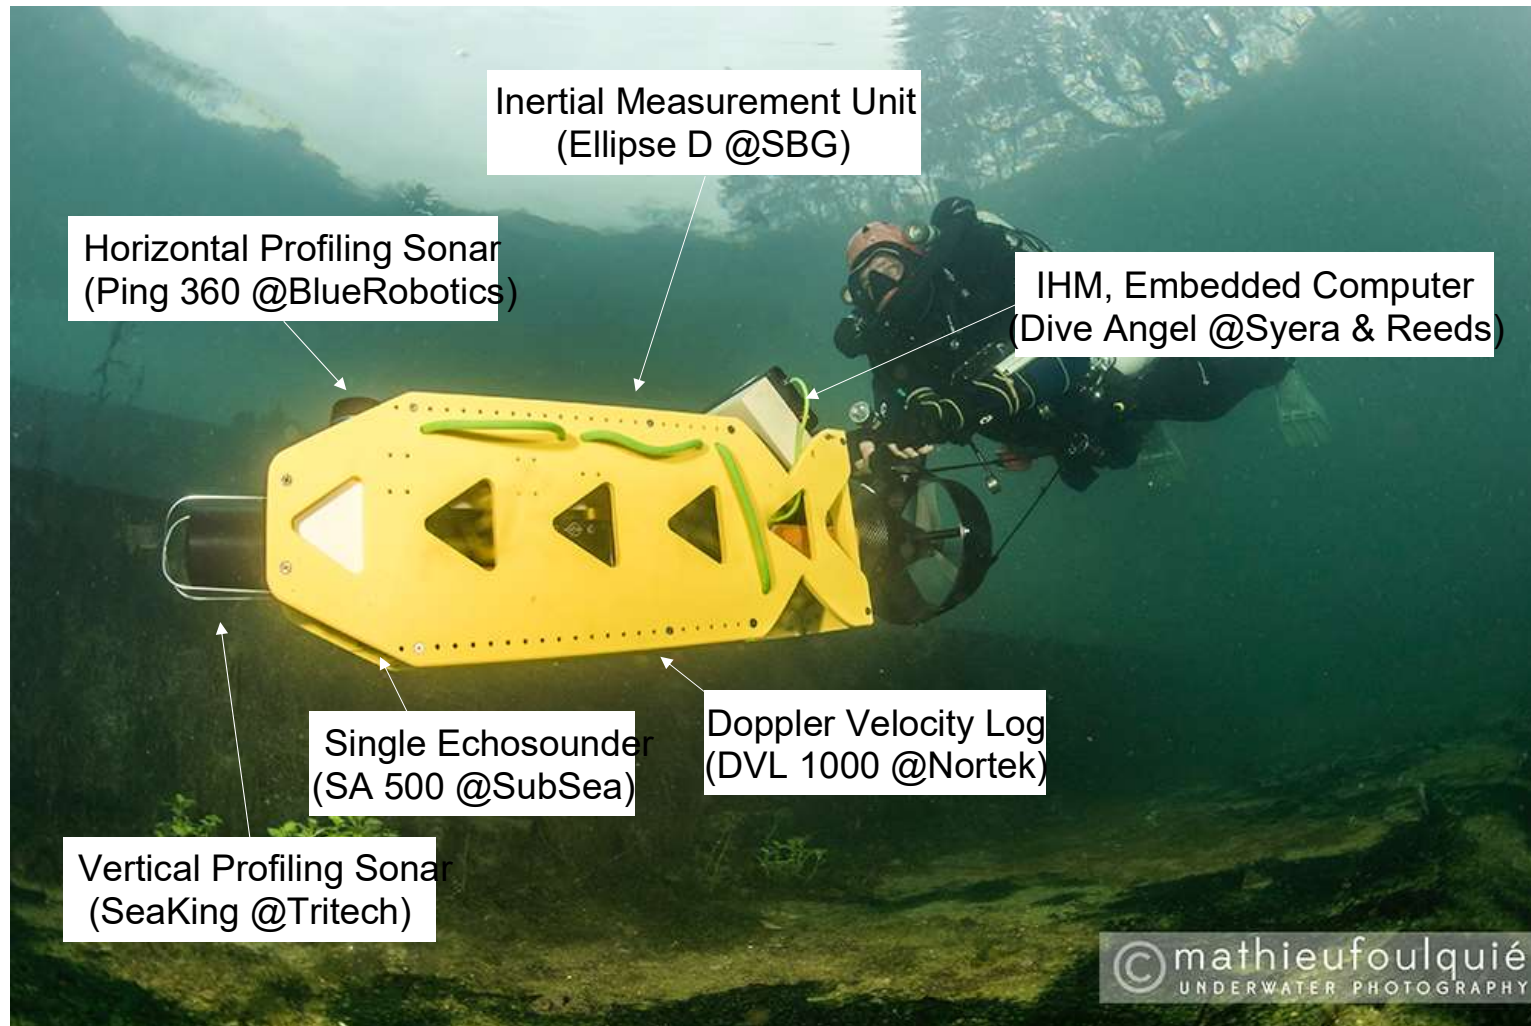 Inertial Measurement Unit
(Ellipse D @SBG)
Horizontal Profiling Sonar
(Ping 360 @BlueRobotics)
IHM, Embedded Computer
(Dive Angel @Syera & Reeds)
Single Echosounder
(SA 500 @SubSea)
Doppler Velocity Log
(DVL 1000 @Nortek)
Vertical Profiling Sonar
(SeaKing @Tritech)
© mathieufoulquié
UNDERWATER PHOTOGRAPHY